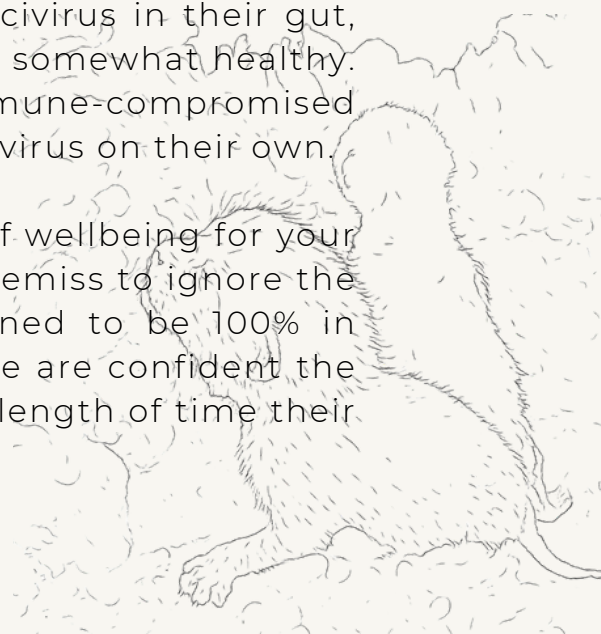 civirus in their gut,
somewhat healthy.
mune-compromised
virus on their own.
f wellbeing for your
emiss to ignore the
ned to be 100% in
e are confident the
length of time their